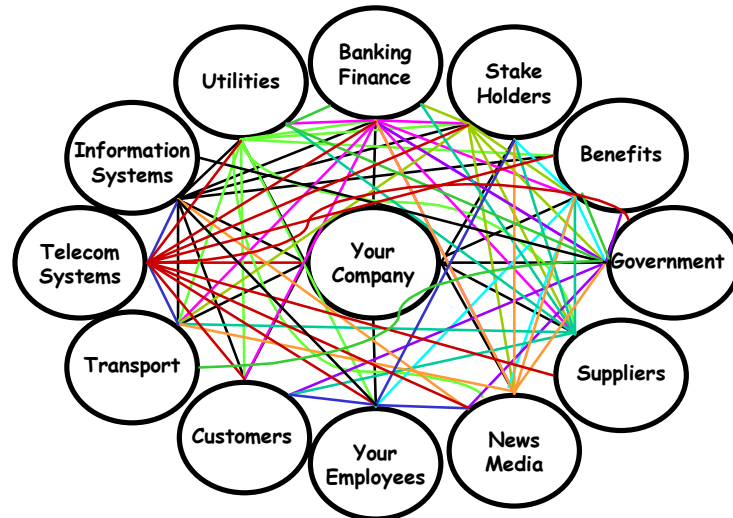 Banking
Finance
Utilities
Stake
Holders
Information
Systems
Benefits
Telecom
Systems
Your
Company
Government
Transport
Suppliers
Customers
Your
Employees
News
Media